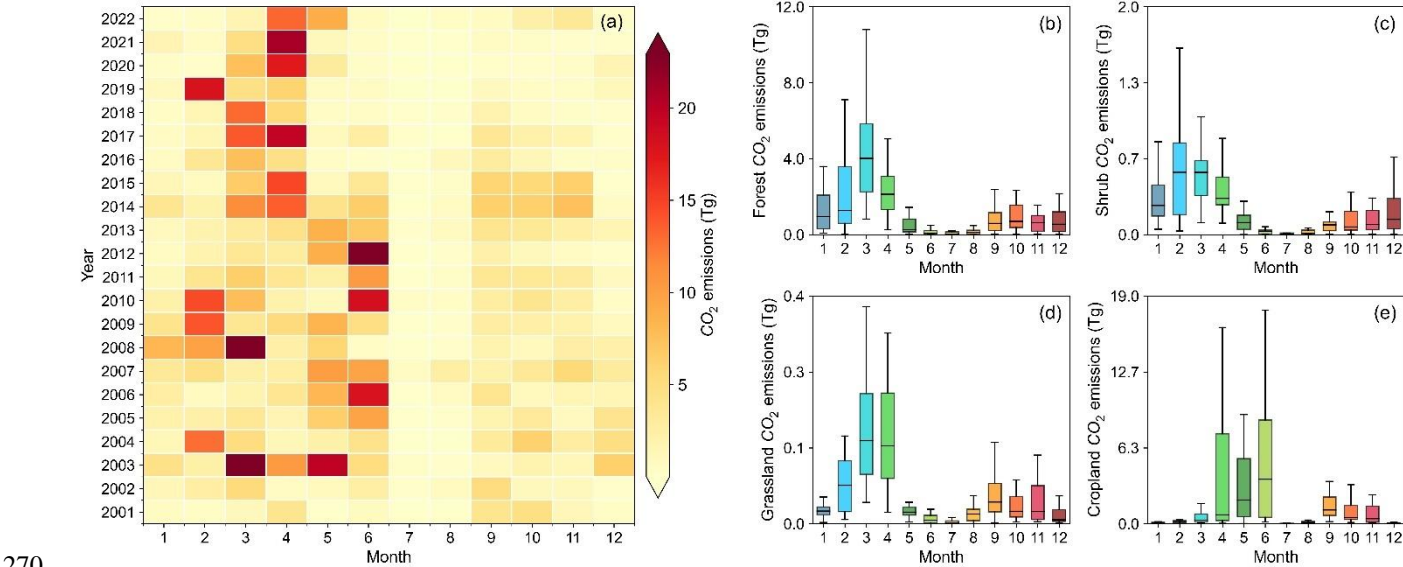 (a)
2022
2021
2020
2019
2018
2017
2016
2015
2014
2013
2012
2011
2010
2009
2008
2007
2006
2005
2004
2003
2002
2001
Year
1 2 3 4 5 6 7 8 9 10 11 12
Month
20
15
10
5
CO2 emissions (Tg)
(b)
12.0
8.0
4.0
0.0
Forest CO2 emissions (Tg)
1 2 3 4 5 6 7 8 9 10 11 12
Month
(c)
2.0
1.3
0.7
0.0
Shrub CO2 emissions (Tg)
1 2 3 4 5 6 7 8 9 10 11 12
Month
(d)
0.4
0.3
0.1
0.0
Grassland CO2 emissions (Tg)
1 2 3 4 5 6 7 8 9 10 11 12
Month
(e)
19.0
12.7
6.3
0.0
Cropland CO2 emissions (Tg)
1 2 3 4 5 6 7 8 9 10 11 12
Month
270